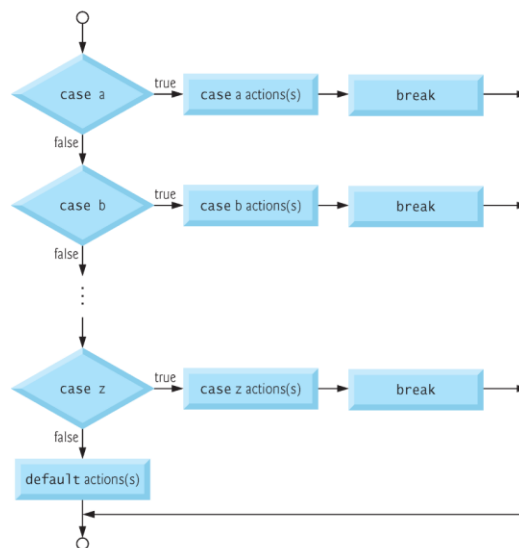 case a
true
case a actions(s)
break
false
case b
true
case b actions(s)
break
false
⋮
case z
true
case z actions(s)
break
false
default actions(s)